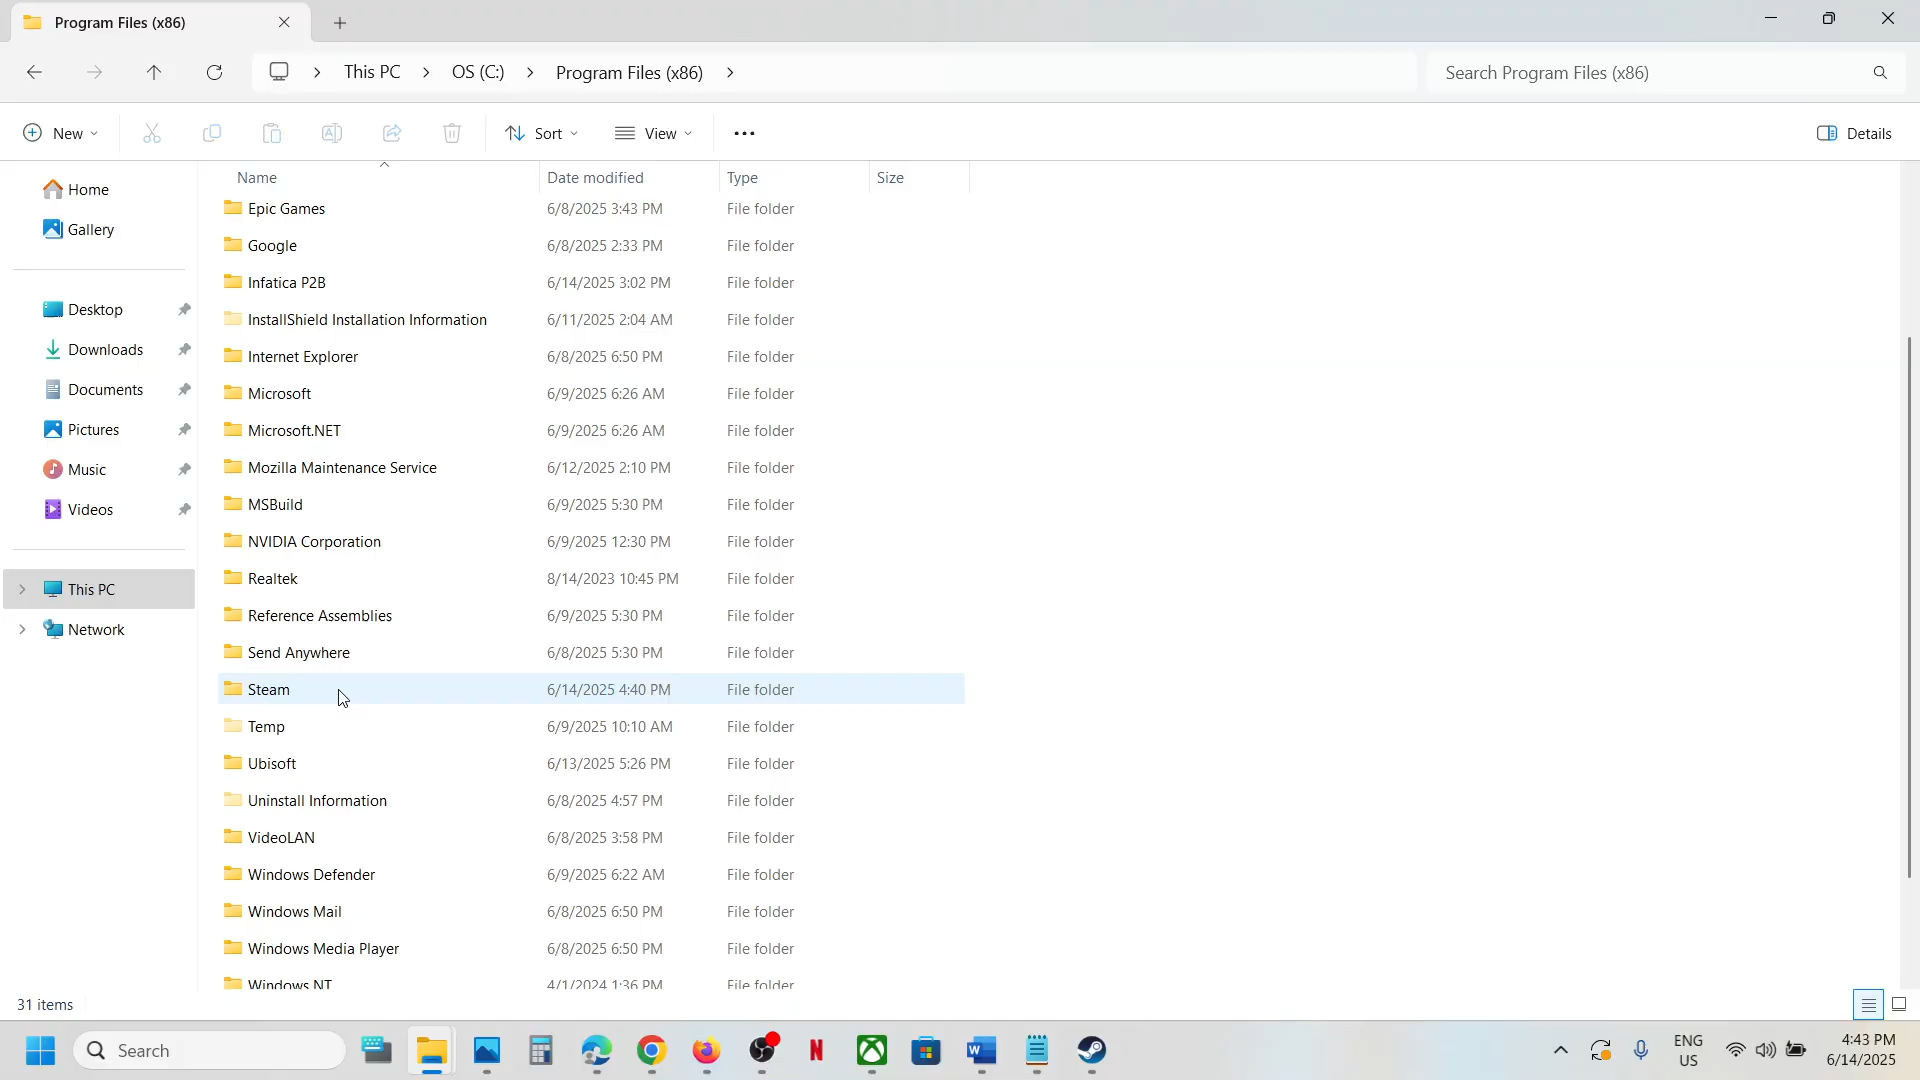 Program Files (x86)
This PC > OS (C:) > Program Files (x86) >
Search Program Files (x86)
New
Sort
View
Details
Name Date modified Type Size
Home
Gallery
Desktop
Downloads
Documents
Pictures
Music
Videos
This PC
Network
Epic Games 6/8/2025 3:43 PM File folder
Google 6/8/2025 2:33 PM File folder
Infatica P2B 6/14/2025 3:02 PM File folder
InstallShield Installation Information 6/11/2025 2:04 AM File folder
Internet Explorer 6/8/2025 6:50 PM File folder
Microsoft 6/9/2025 6:26 AM File folder
Microsoft.NET 6/9/2025 6:26 AM File folder
Mozilla Maintenance Service 6/12/2025 2:10 PM File folder
MSBuild 6/9/2025 5:30 PM File folder
NVIDIA Corporation 6/9/2025 12:30 PM File folder
Realtek 8/14/2023 10:45 PM File folder
Reference Assemblies 6/9/2025 5:30 PM File folder
Send Anywhere 6/8/2025 5:30 PM File folder
Steam 6/14/2025 4:40 PM File folder
Temp 6/9/2025 10:10 AM File folder
Ubisoft 6/13/2025 5:26 PM File folder
Uninstall Information 6/8/2025 4:57 PM File folder
VideoLAN 6/8/2025 3:58 PM File folder
Windows Defender 6/9/2025 6:22 AM File folder
Windows Mail 6/8/2025 6:50 PM File folder
Windows Media Player 6/8/2025 6:50 PM File folder
Windows NT 4/1/2024 1:36 PM File folder
31 items
Search
ENG
US
4:43 PM
6/14/2025